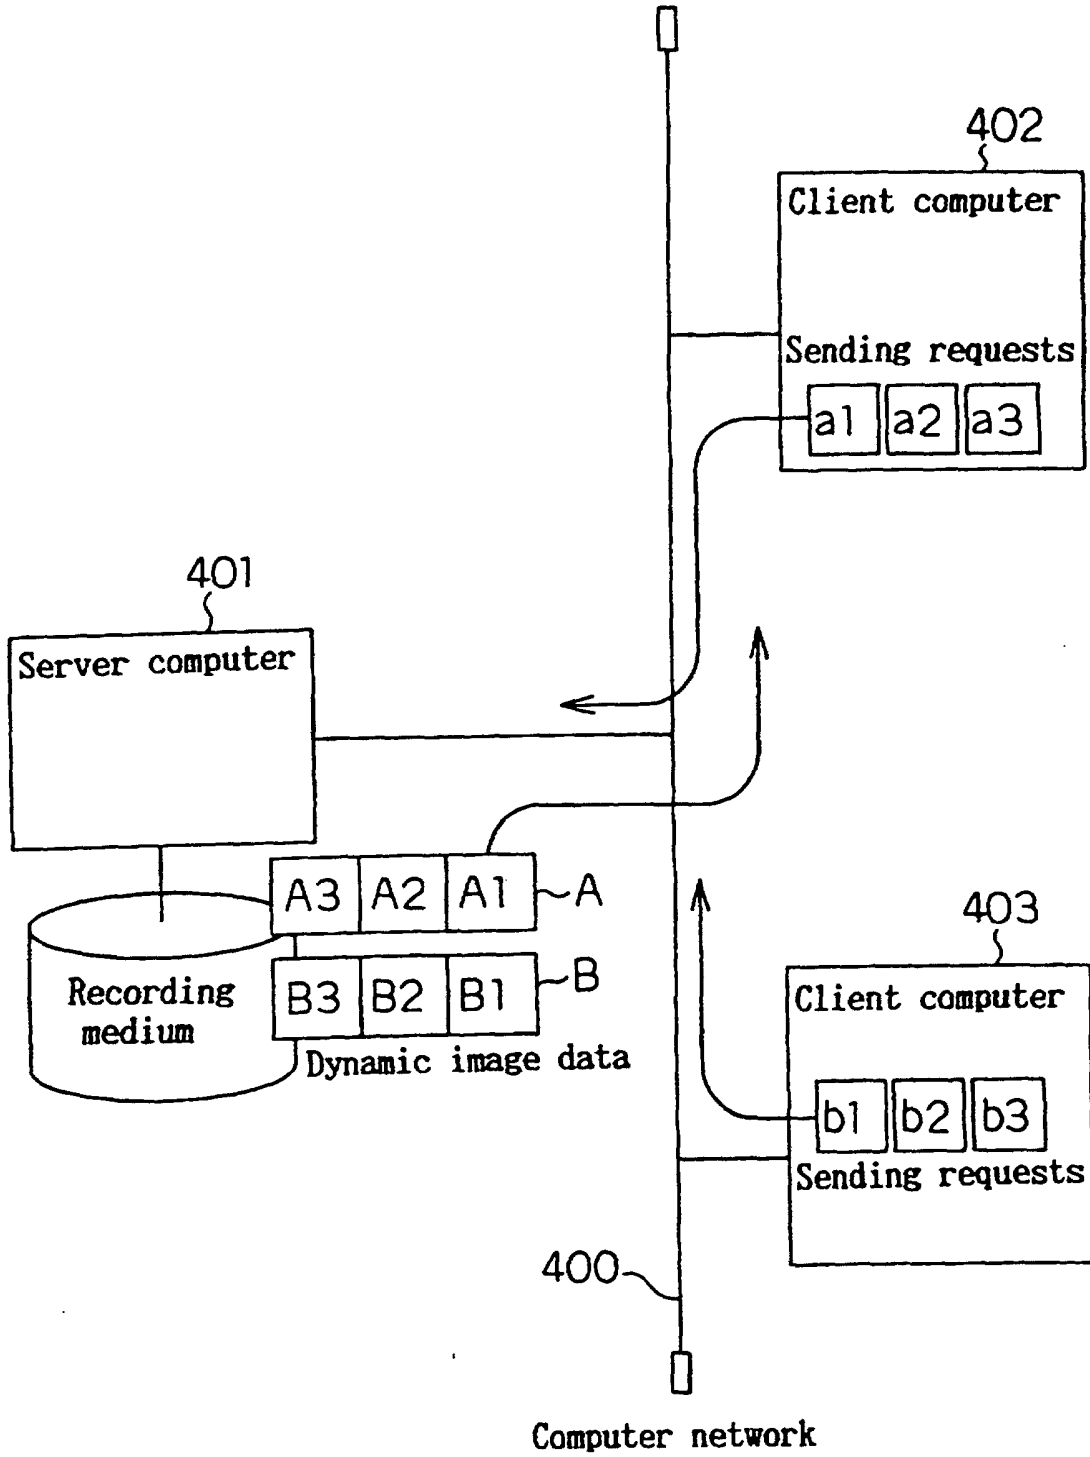 402
Client computer
Sending requests
a1 a2 a3
401
Server computer
A3 A2 A1 A
B3 B2 B1 B
Recording
medium
Dynamic image data
403
Client computer
b1 b2 b3
Sending requests
400
Computer network